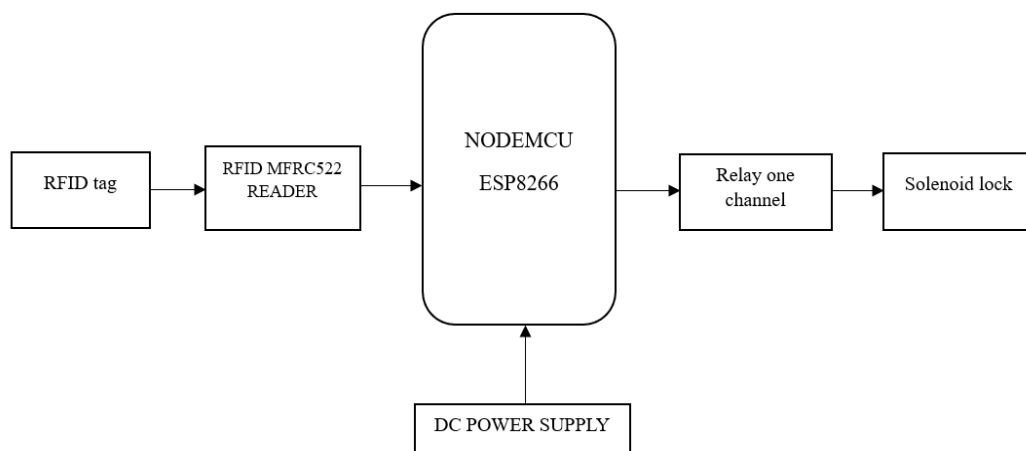 RFID tag
RFID MFRC522
READER
NODEMCU
ESP8266
Relay one
channel
Solenoid lock
DC POWER SUPPLY